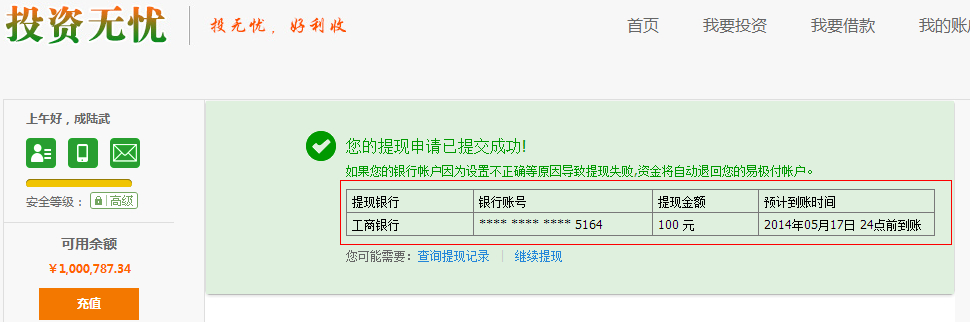 投资无忧
投无忧，好利收
首页 我要投资 我要借款 我的账户
上午好，成陆武
安全等级： 高级
可用余额
￥1,000,787.34
充值
您的提现申请已提交成功!
如果您的银行帐户因为设置不正确等原因导致提现失败,资金将自动退回您的易极付帐户。
提现银行 银行账号 提现金额 预计到账时间
工商银行 **** **** **** 5164 100 元 2014年05月17日 24点前到账
您可能需要: 查询提现记录 | 继续提现